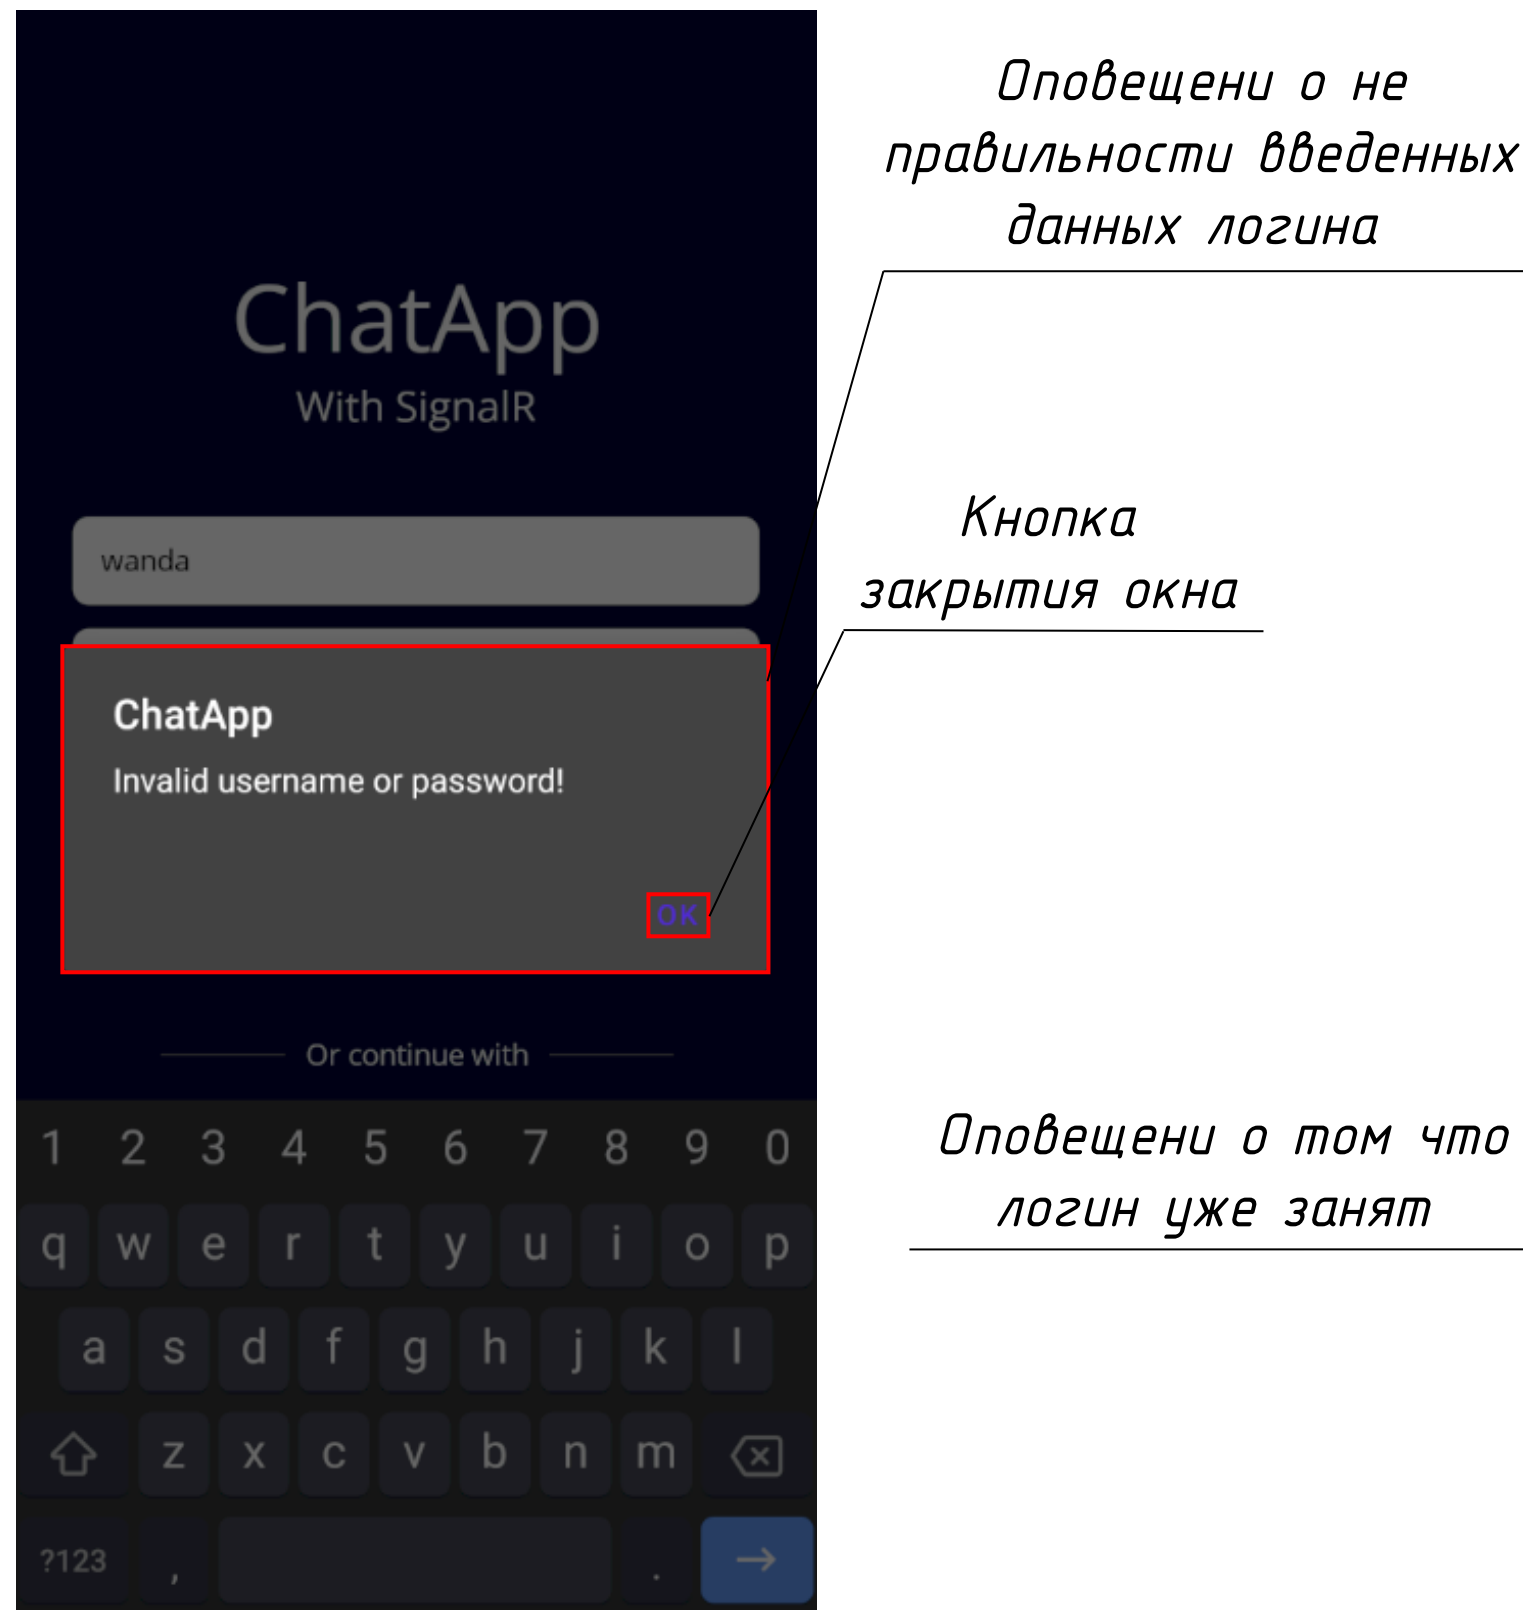 Оповещени о не
правильности введенных
данных логина
ChatApp
With SignalR
Кнопка
закрытия окна
wanda
ChatApp
Invalid username or password!
OK
Or continue with
Оповещени о том что
логин уже занят
1 2 3 4 5 6 7 8 9 0
q w e r t y u i o p
a s d f g h j k l
z x c v b n m
?123 , .